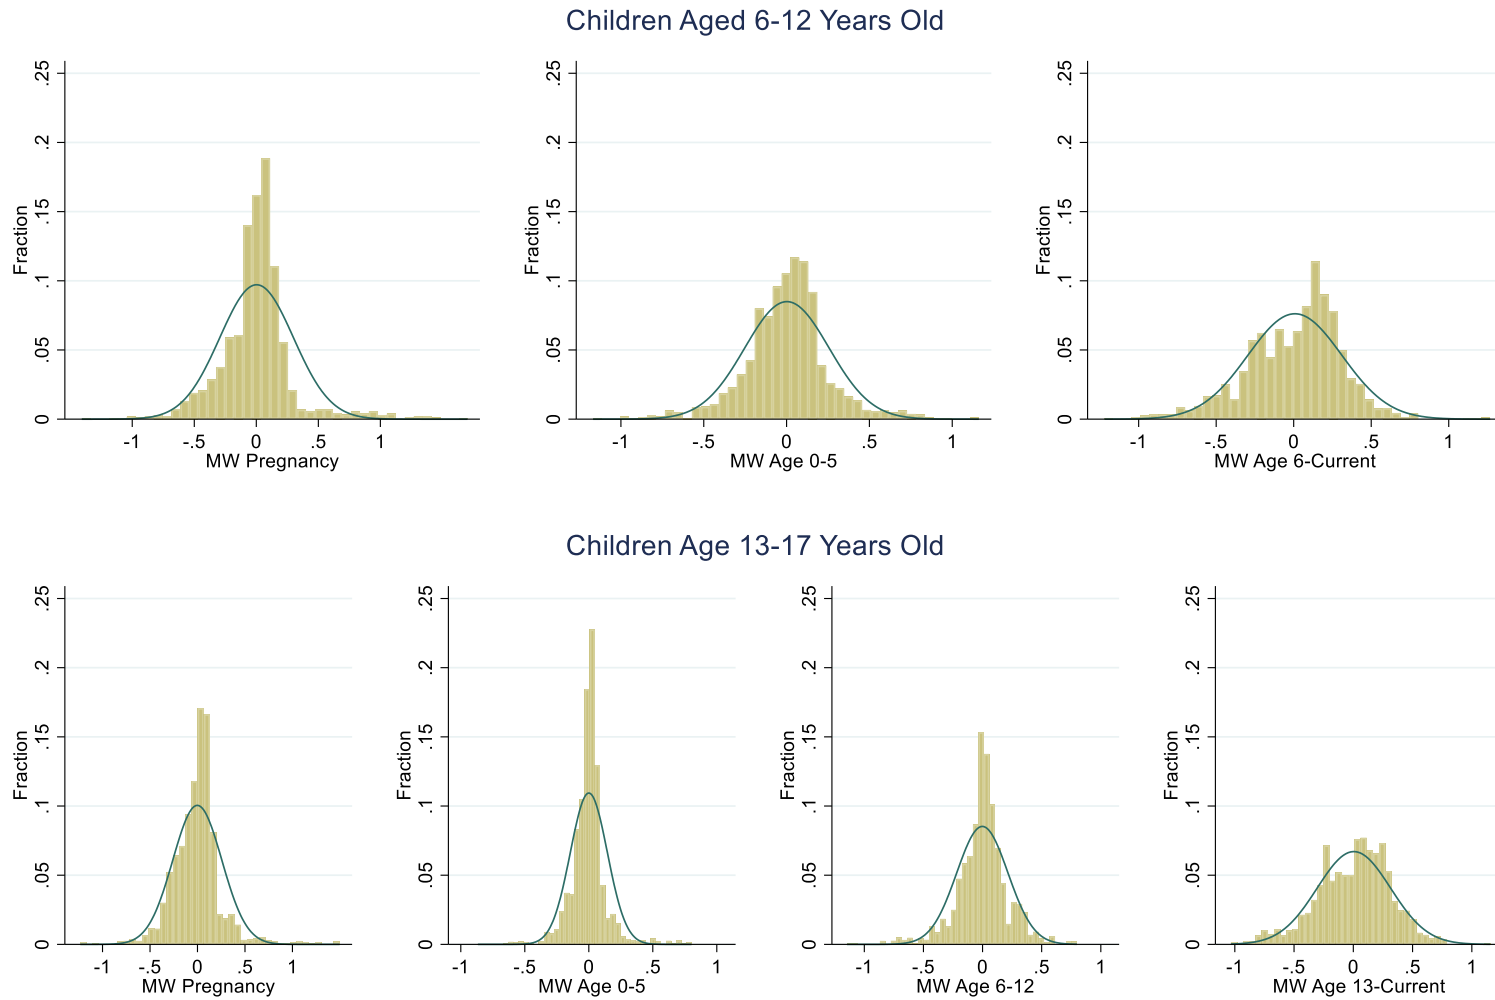 Children Aged 6-12 Years Old
Fraction
0 .05 .1 .15 .2 .25
-1 -.5 0 .5 1
MW Pregnancy
Fraction
0 .05 .1 .15 .2 .25
-1 -.5 0 .5 1
MW Age 0-5
Fraction
0 .05 .1 .15 .2 .25
-1 -.5 0 .5 1
MW Age 6-Current
Children Age 13-17 Years Old
Fraction
0 .05 .1 .15 .2 .25
-1 -.5 0 .5 1
MW Pregnancy
Fraction
0 .05 .1 .15 .2 .25
-1 -.5 0 .5 1
MW Age 0-5
Fraction
0 .05 .1 .15 .2 .25
-1 -.5 0 .5 1
MW Age 6-12
Fraction
0 .05 .1 .15 .2 .25
-1 -.5 0 .5 1
MW Age 13-Current